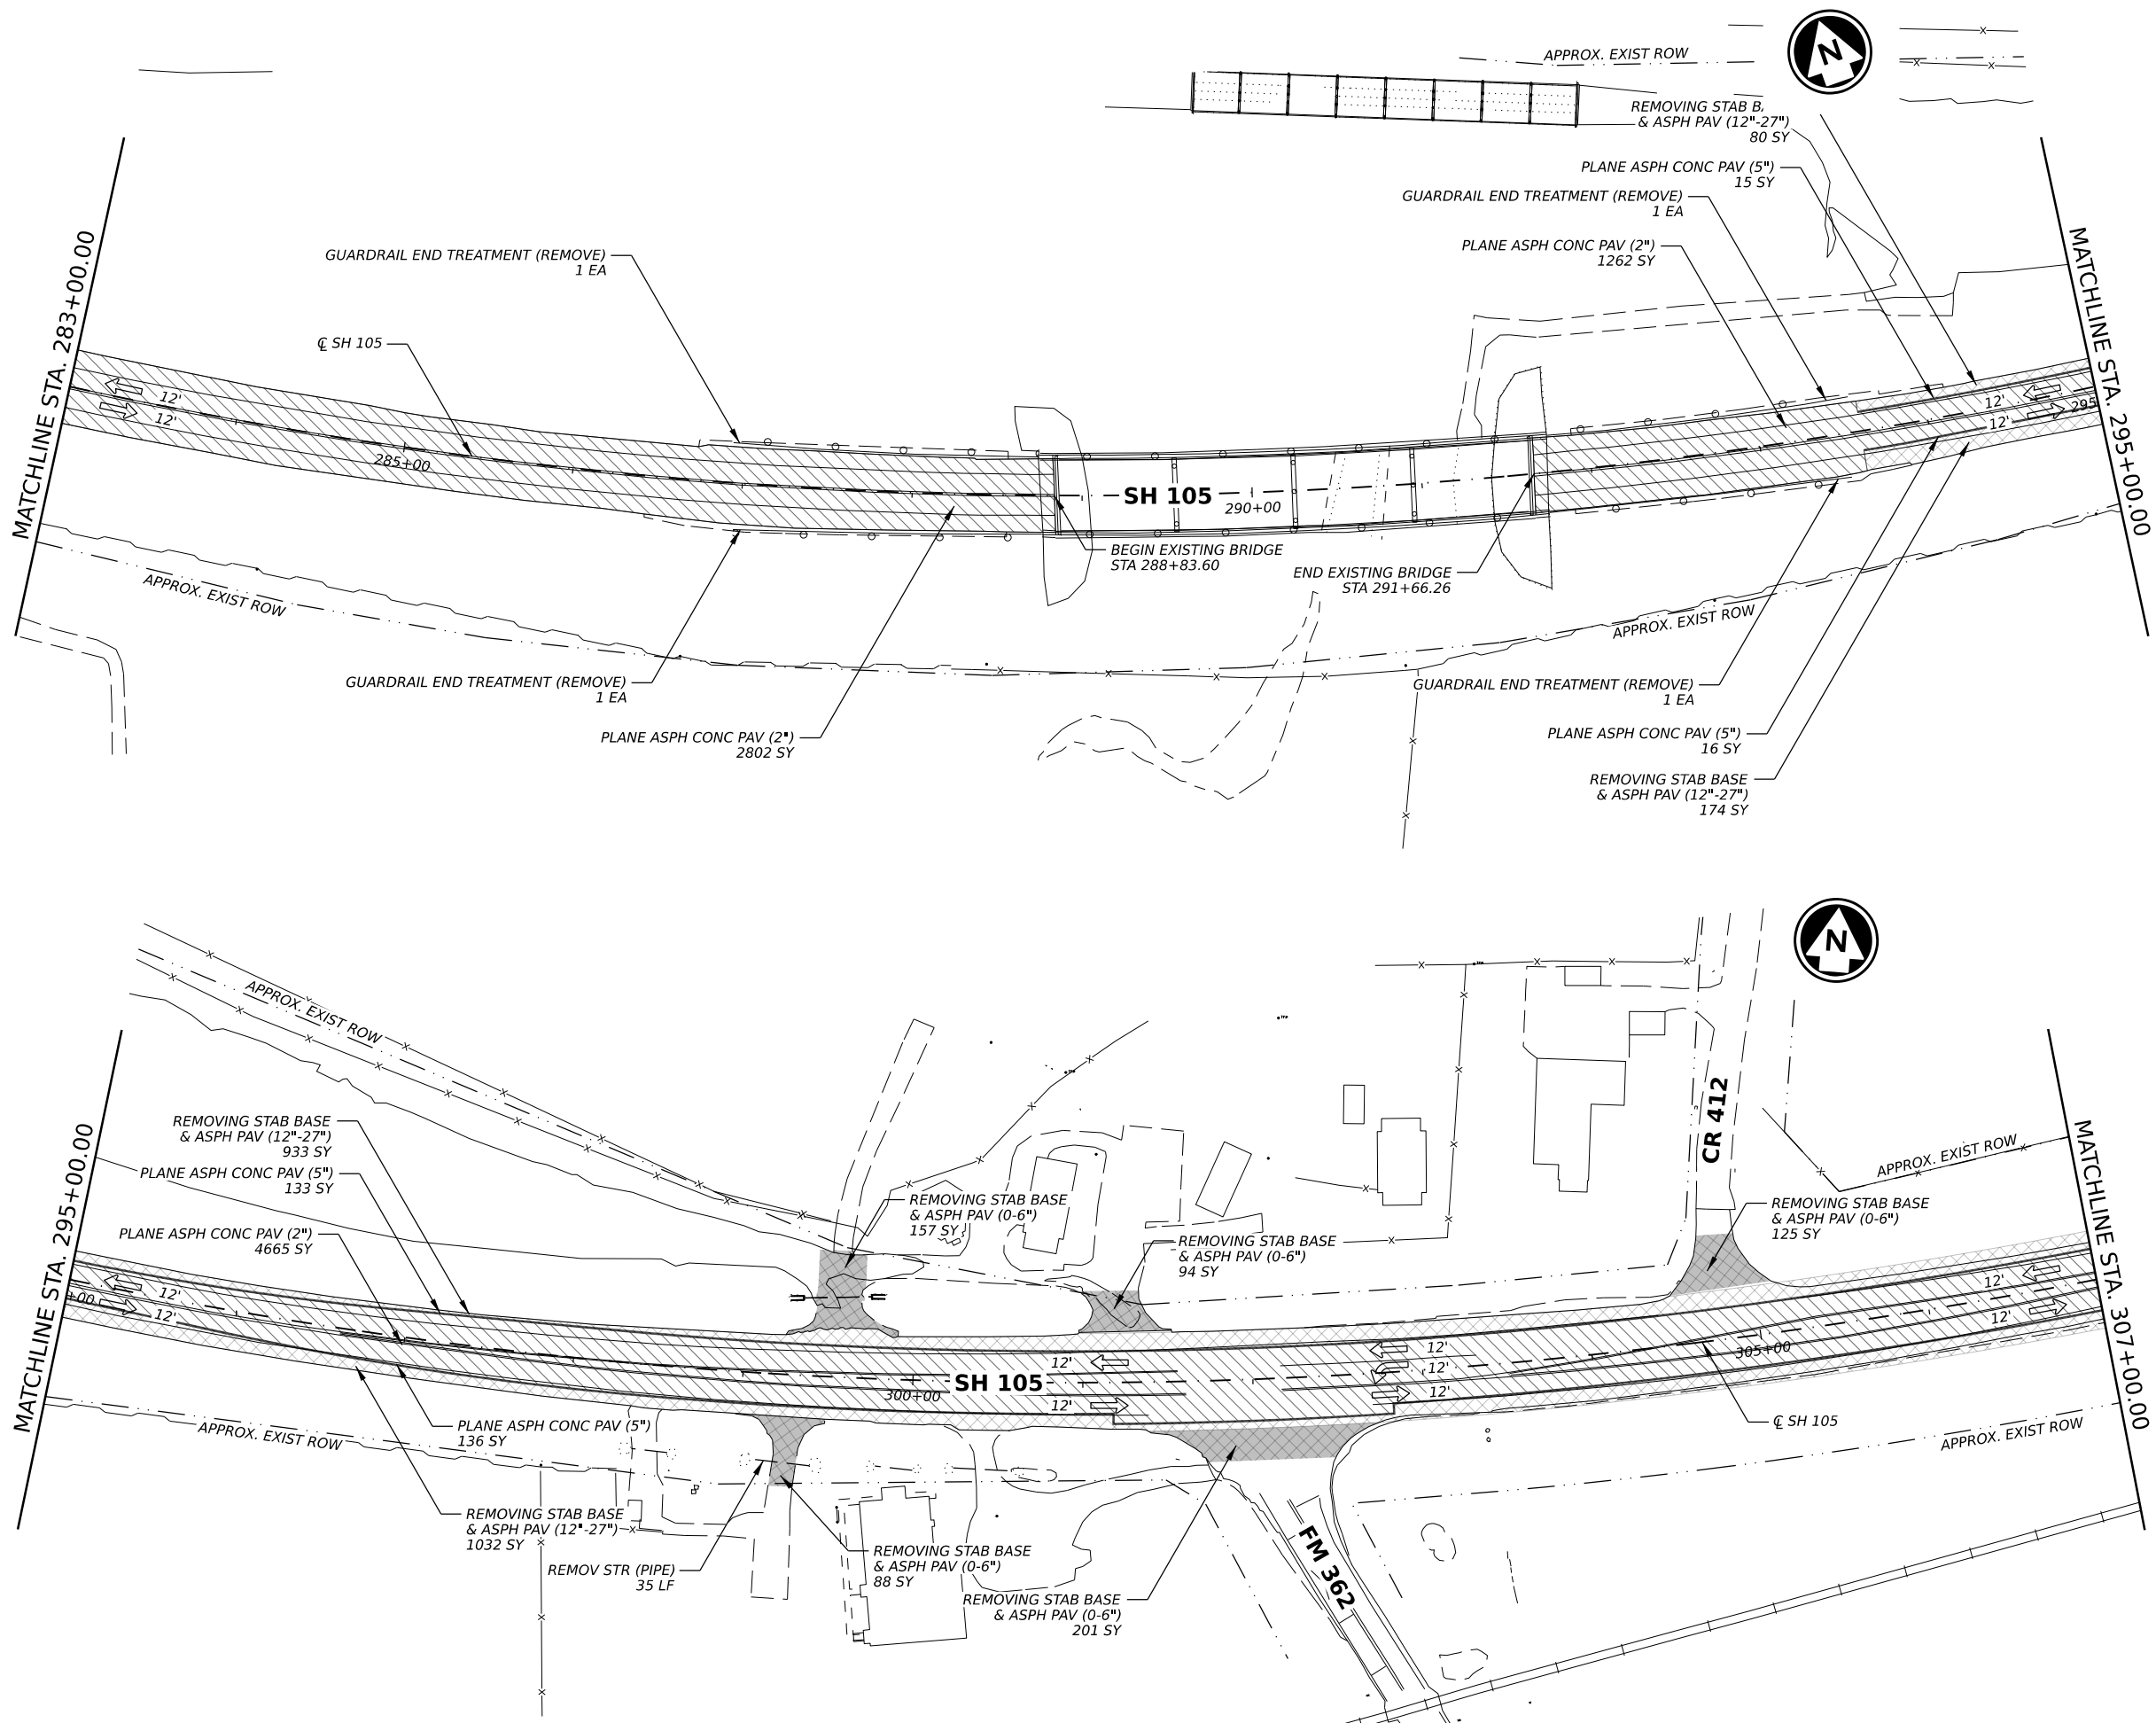 APPROX. EXIST ROW
N
REMOVING STAB B
& ASPH PAV (12"-27")
80 SY
PLANE ASPH CONC PAV (5")
15 SY
GUARDRAIL END TREATMENT (REMOVE)
1 EA
PLANE ASPH CONC PAV (2")
1262 SY
GUARDRAIL END TREATMENT (REMOVE)
1 EA
℄ SH 105
MATCHLINE STA. 283+00.00
MATCHLINE STA. 295+00.00
12'
12'
285+00
12'
12'
295
SH 105
290+00
BEGIN EXISTING BRIDGE
STA 288+83.60
END EXISTING BRIDGE
STA 291+66.26
APPROX. EXIST ROW
APPROX. EXIST ROW
GUARDRAIL END TREATMENT (REMOVE)
1 EA
PLANE ASPH CONC PAV (2")
2802 SY
GUARDRAIL END TREATMENT (REMOVE)
1 EA
PLANE ASPH CONC PAV (5")
16 SY
REMOVING STAB BASE
& ASPH PAV (12"-27")
174 SY
N
APPROX. EXIST ROW
REMOVING STAB BASE
& ASPH PAV (12"-27")
933 SY
PLANE ASPH CONC PAV (5")
133 SY
PLANE ASPH CONC PAV (2")
4665 SY
MATCHLINE STA. 295+00.00
CR 412
APPROX. EXIST ROW
REMOVING STAB BASE
& ASPH PAV (0-6")
157 SY
REMOVING STAB BASE
& ASPH PAV (0-6")
94 SY
REMOVING STAB BASE
& ASPH PAV (0-6")
125 SY
MATCHLINE STA. 307+00.00
12'
12'
+00
12'
12'
12'
12'
12'
12'
12'
SH 105
300+00
305+00
℄ SH 105
APPROX. EXIST ROW
APPROX. EXIST ROW
PLANE ASPH CONC PAV (5")
136 SY
REMOVING STAB BASE
& ASPH PAV (12"-27")
1032 SY
REMOV STR (PIPE)
35 LF
REMOVING STAB BASE
& ASPH PAV (0-6")
88 SY
REMOVING STAB BASE
& ASPH PAV (0-6")
201 SY
FM 362